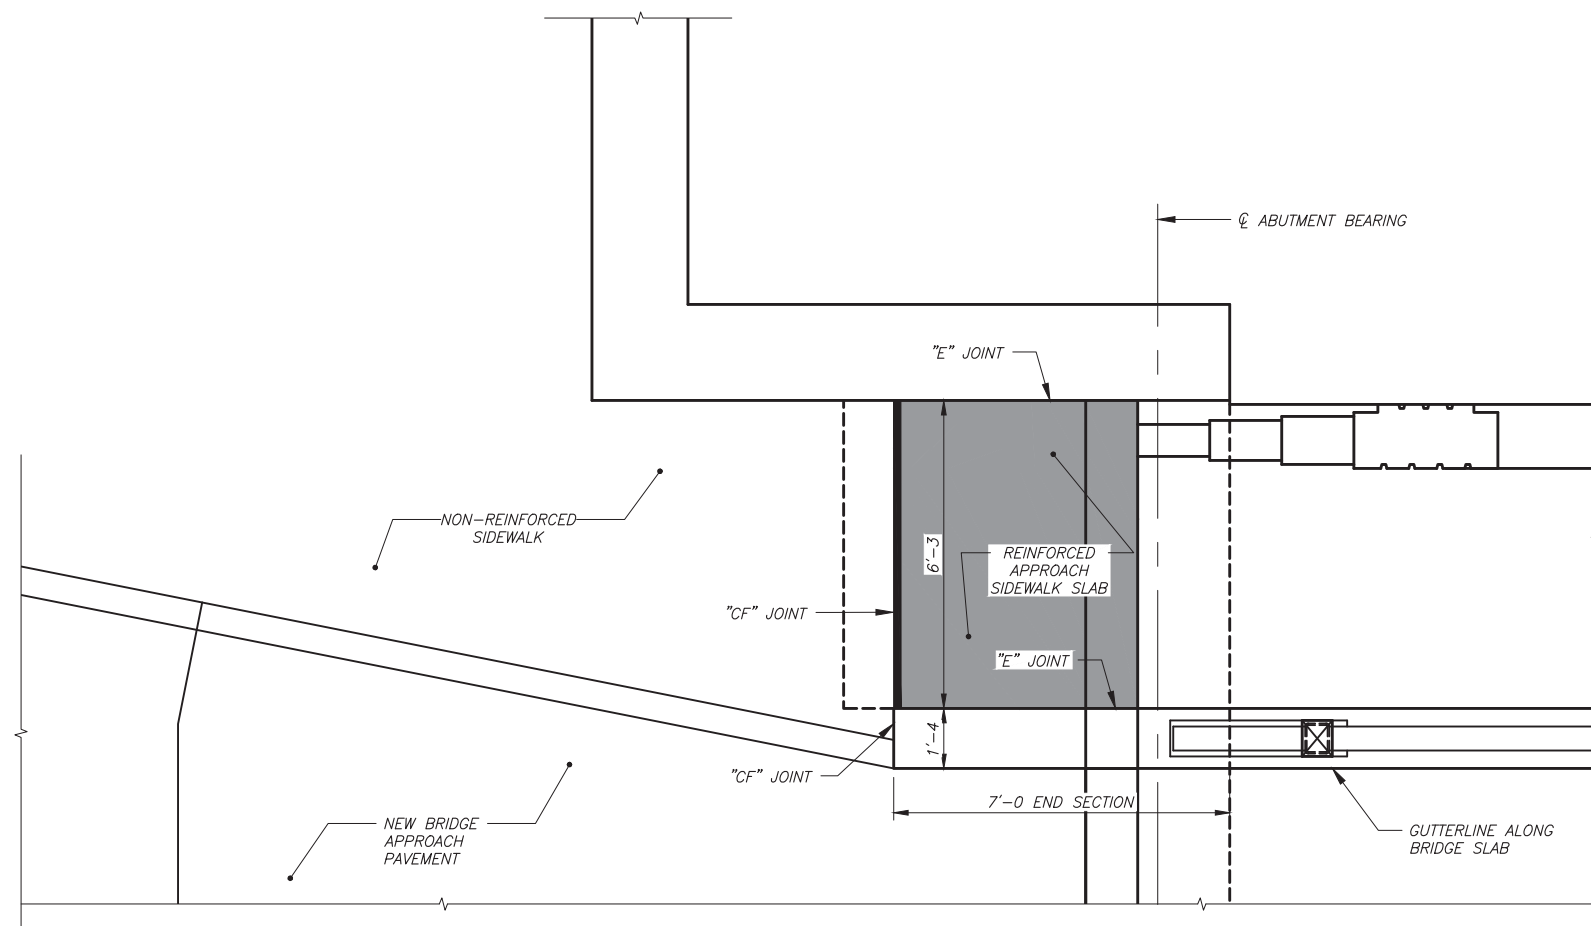 ℄ ABUTMENT BEARING
"E" JOINT
NON-REINFORCED
SIDEWALK
6'-3
REINFORCED
APPROACH
SIDEWALK SLAB
"CF" JOINT
"E" JOINT
1'-4
"CF" JOINT
7'-0 END SECTION
NEW BRIDGE
APPROACH
PAVEMENT
GUTTERLINE ALONG
BRIDGE SLAB